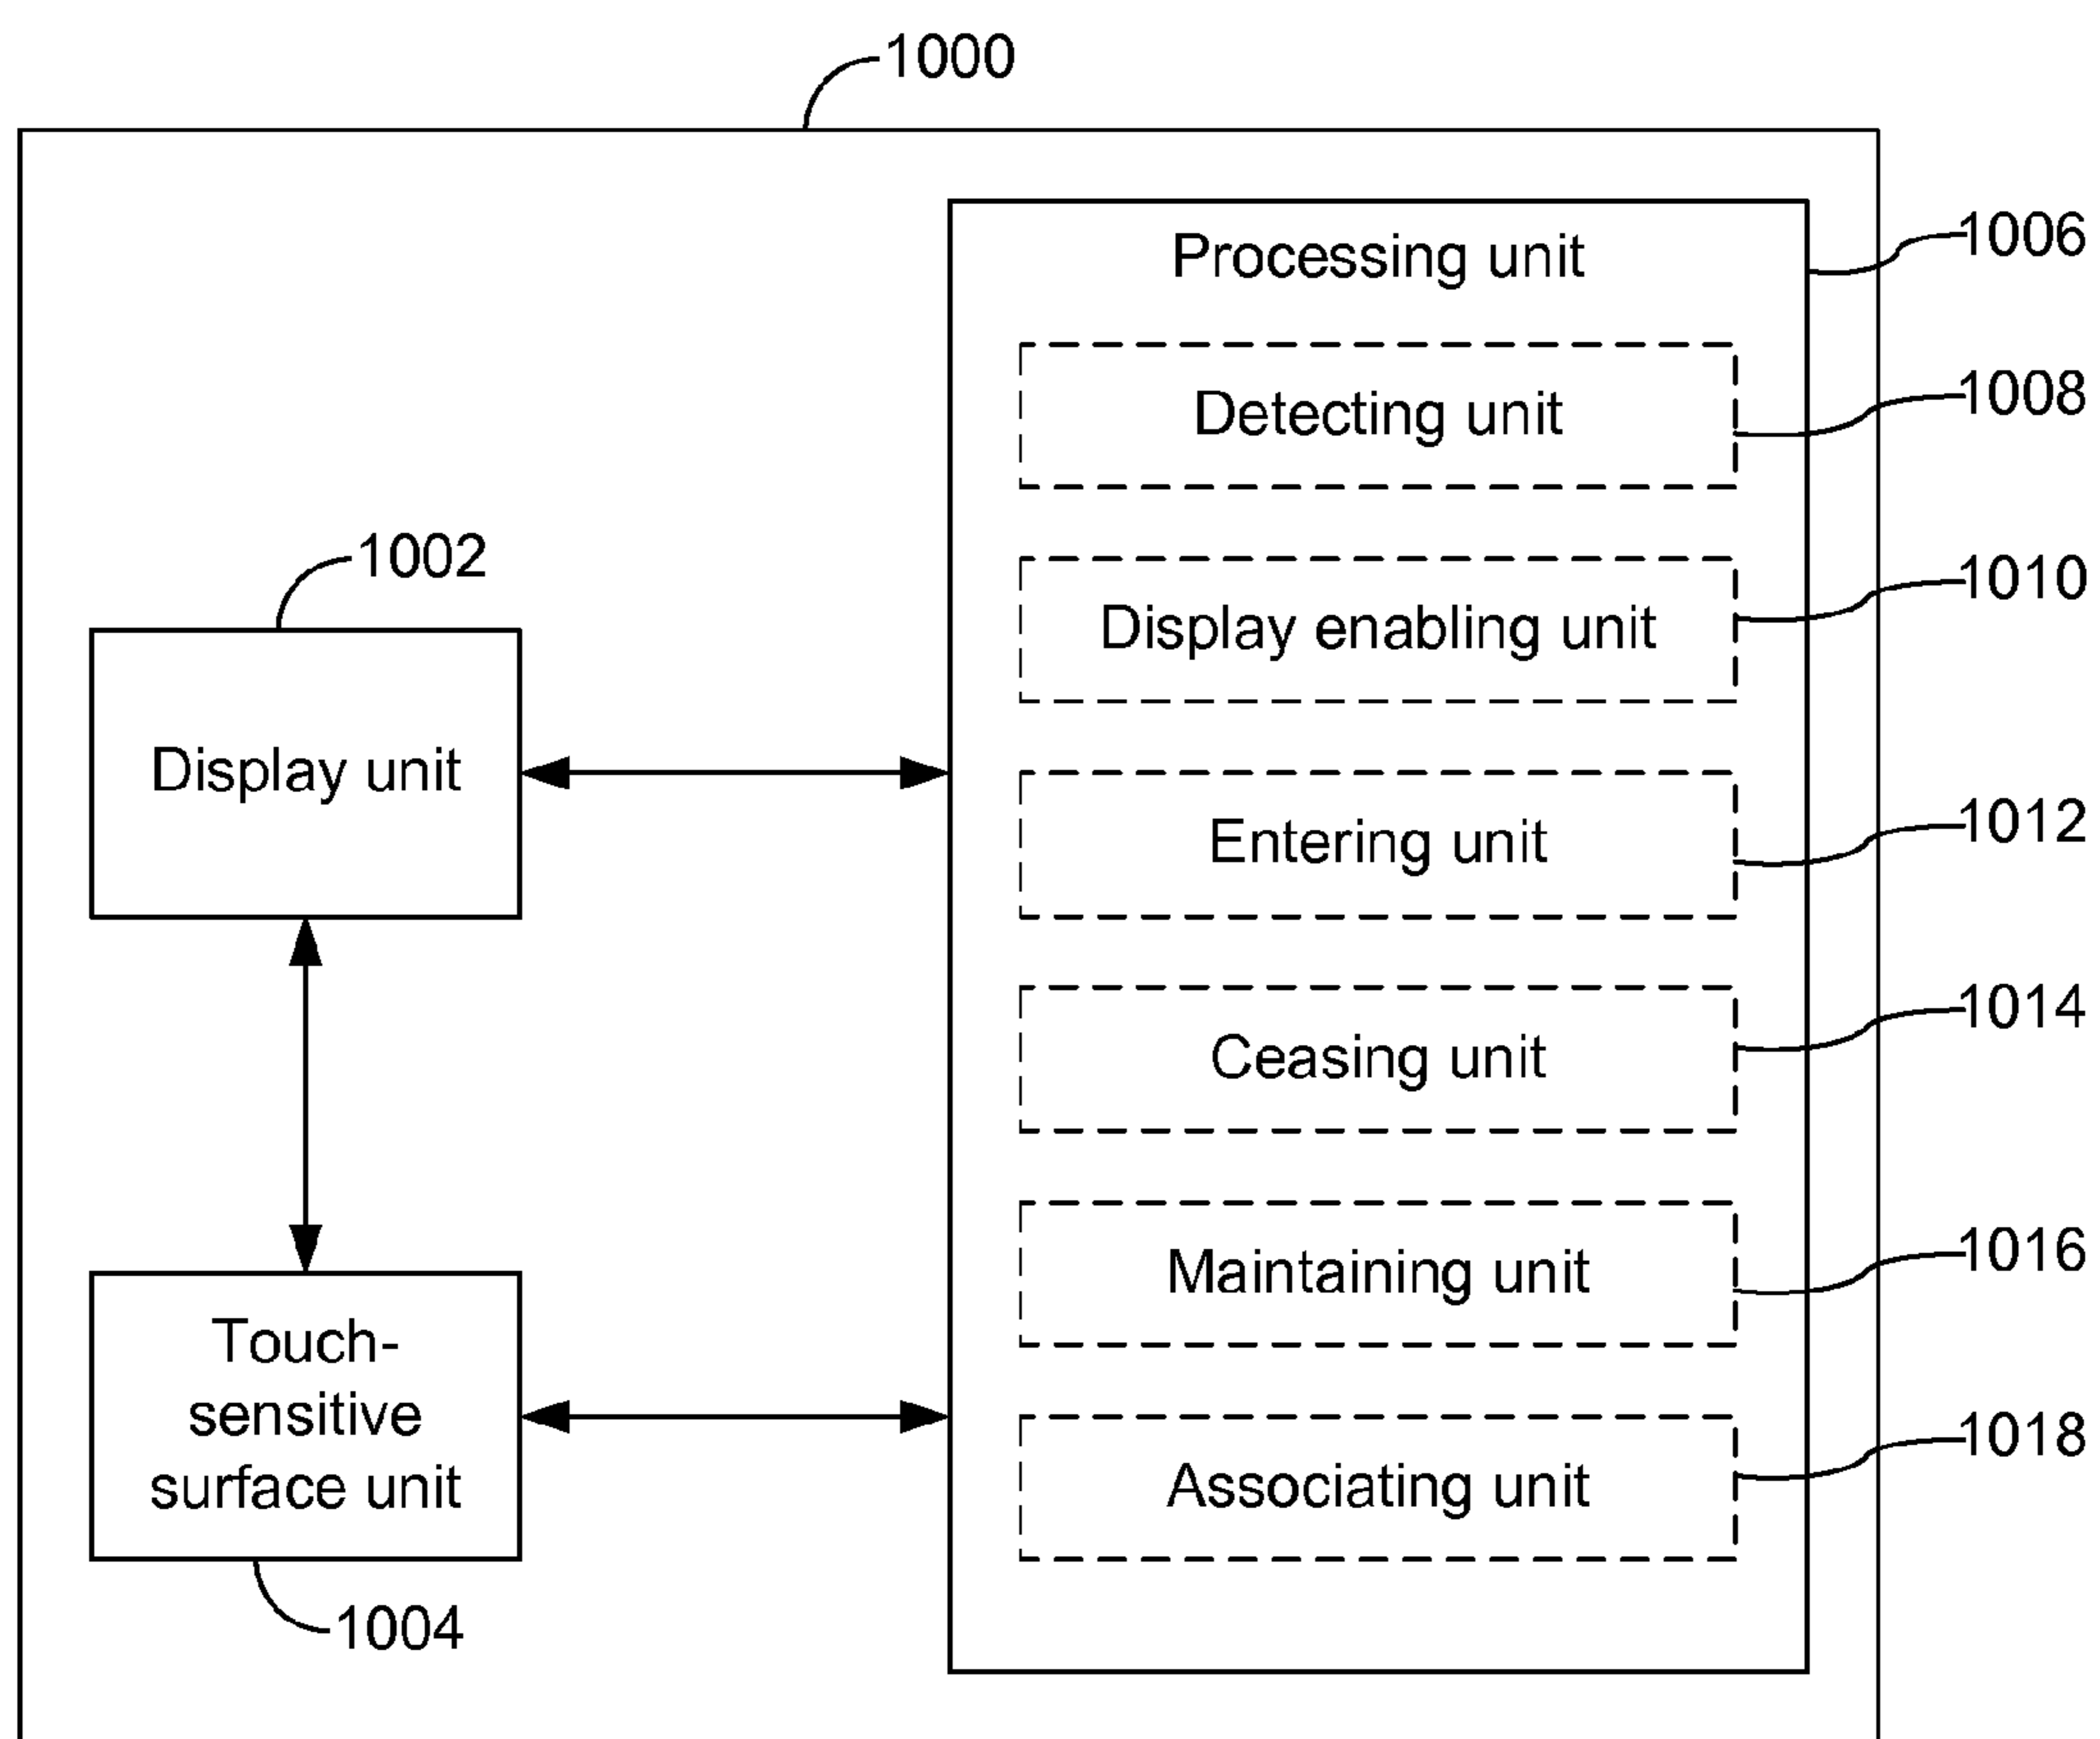 1000
Processing unit
1006
Detecting unit
1008
Display enabling unit
1010
1002
Display unit
Entering unit
1012
Ceasing unit
1014
Maintaining unit
1016
Touch-
sensitive
surface unit
Associating unit
1018
1004